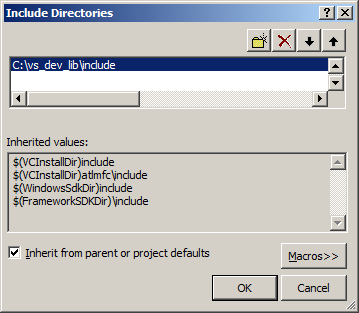 Include Directories
C:\vs_dev_lib\include
Inherited values:
$(VCInstallDir)include
$(VCInstallDir)atlmfc\include
$(WindowsSdkDir)include
$(FrameworkSDKDir)\include
Inherit from parent or project defaults
Macros>>
OK
Cancel